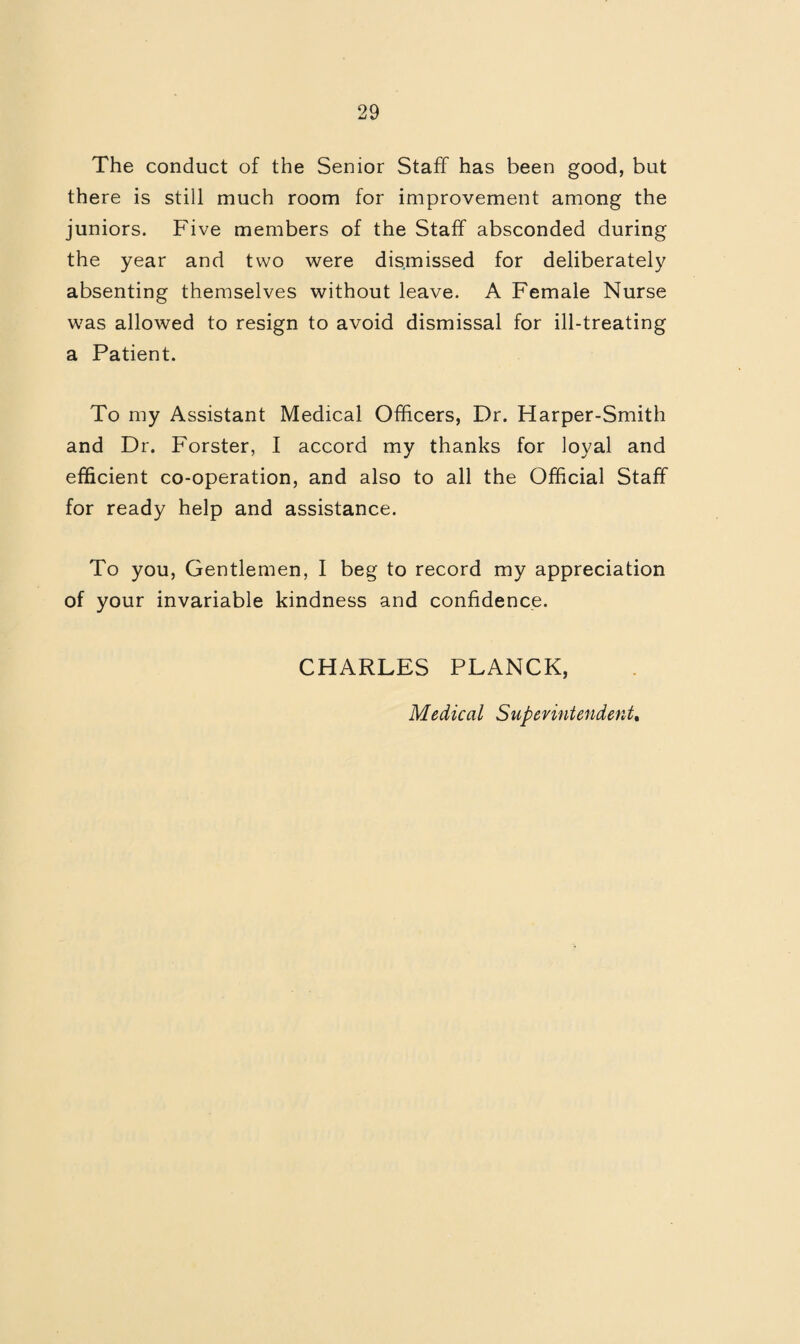 29
The conduct of the Senior Staff has been good, but
there is still much room for improvement among the
juniors. Five members of the Staff absconded during
the year and two were dismissed for deliberately
absenting themselves without leave. A Female Nurse
was allowed to resign to avoid dismissal for ill-treating
a Patient.
To my Assistant Medical Officers, Dr. Harper-Smith
and Dr. Forster, I accord my thanks for loyal and
efficient co-operation, and also to all the Official Staff
for ready help and assistance.
To you, Gentlemen, I beg to record my appreciation
of your invariable kindness and confidence.
CHARLES PLANCK,
Medical Superintendent.